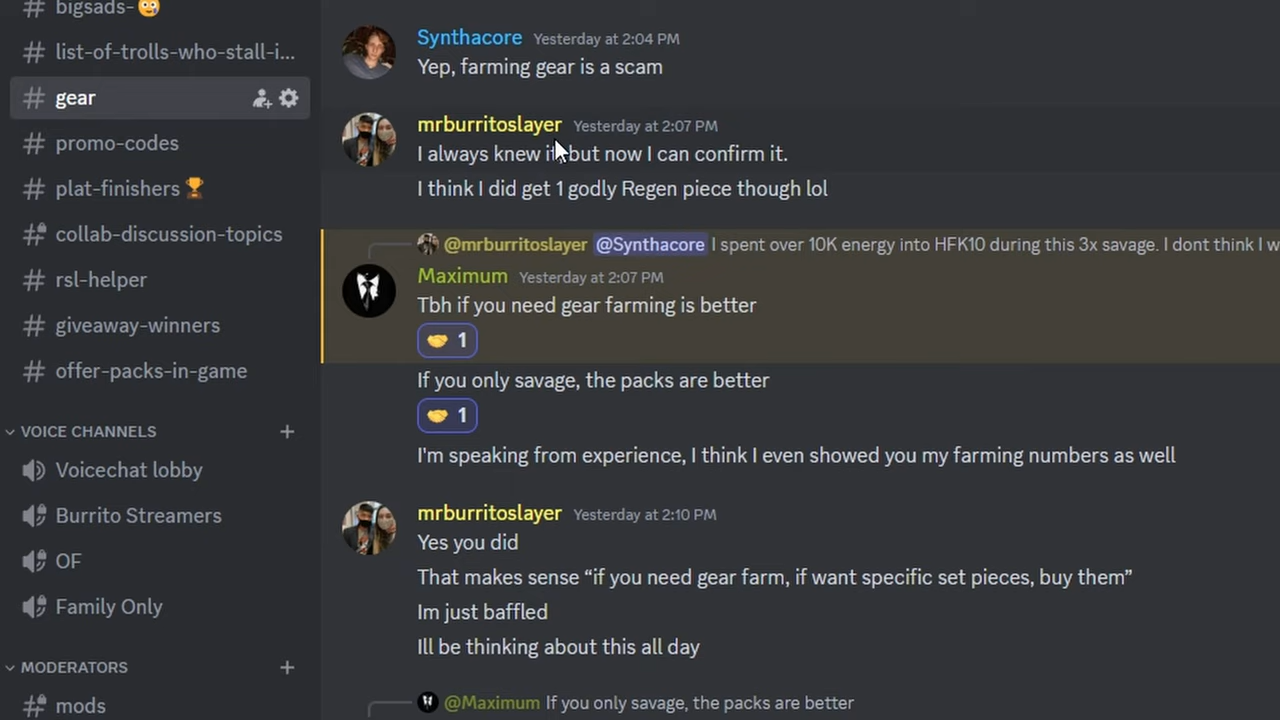 bigsads-
list-of-trolls-who-stall-i...
gear
promo-codes
plat-finishers
collab-discussion-topics
rsl-helper
giveaway-winners
offer-packs-in-game
VOICE CHANNELS
Voicechat lobby
Burrito Streamers
OF
Family Only
MODERATORS
mods
Synthacore Yesterday at 2:04 PM
Yep, farming gear is a scam
mrburritoslayer Yesterday at 2:07 PM
I always knew it but now I can confirm it.
I think I did get 1 godly Regen piece though lol
@mrburritoslayer @Synthacore I spent over 10K energy into HFK10 during this 3x savage. I dont think I w
Maximum Yesterday at 2:07 PM
Tbh if you need gear farming is better
1
If you only savage, the packs are better
1
I'm speaking from experience, I think I even showed you my farming numbers as well
mrburritoslayer Yesterday at 2:10 PM
Yes you did
That makes sense “if you need gear farm, if want specific set pieces, buy them”
Im just baffled
Ill be thinking about this all day
@Maximum If you only savage, the packs are better